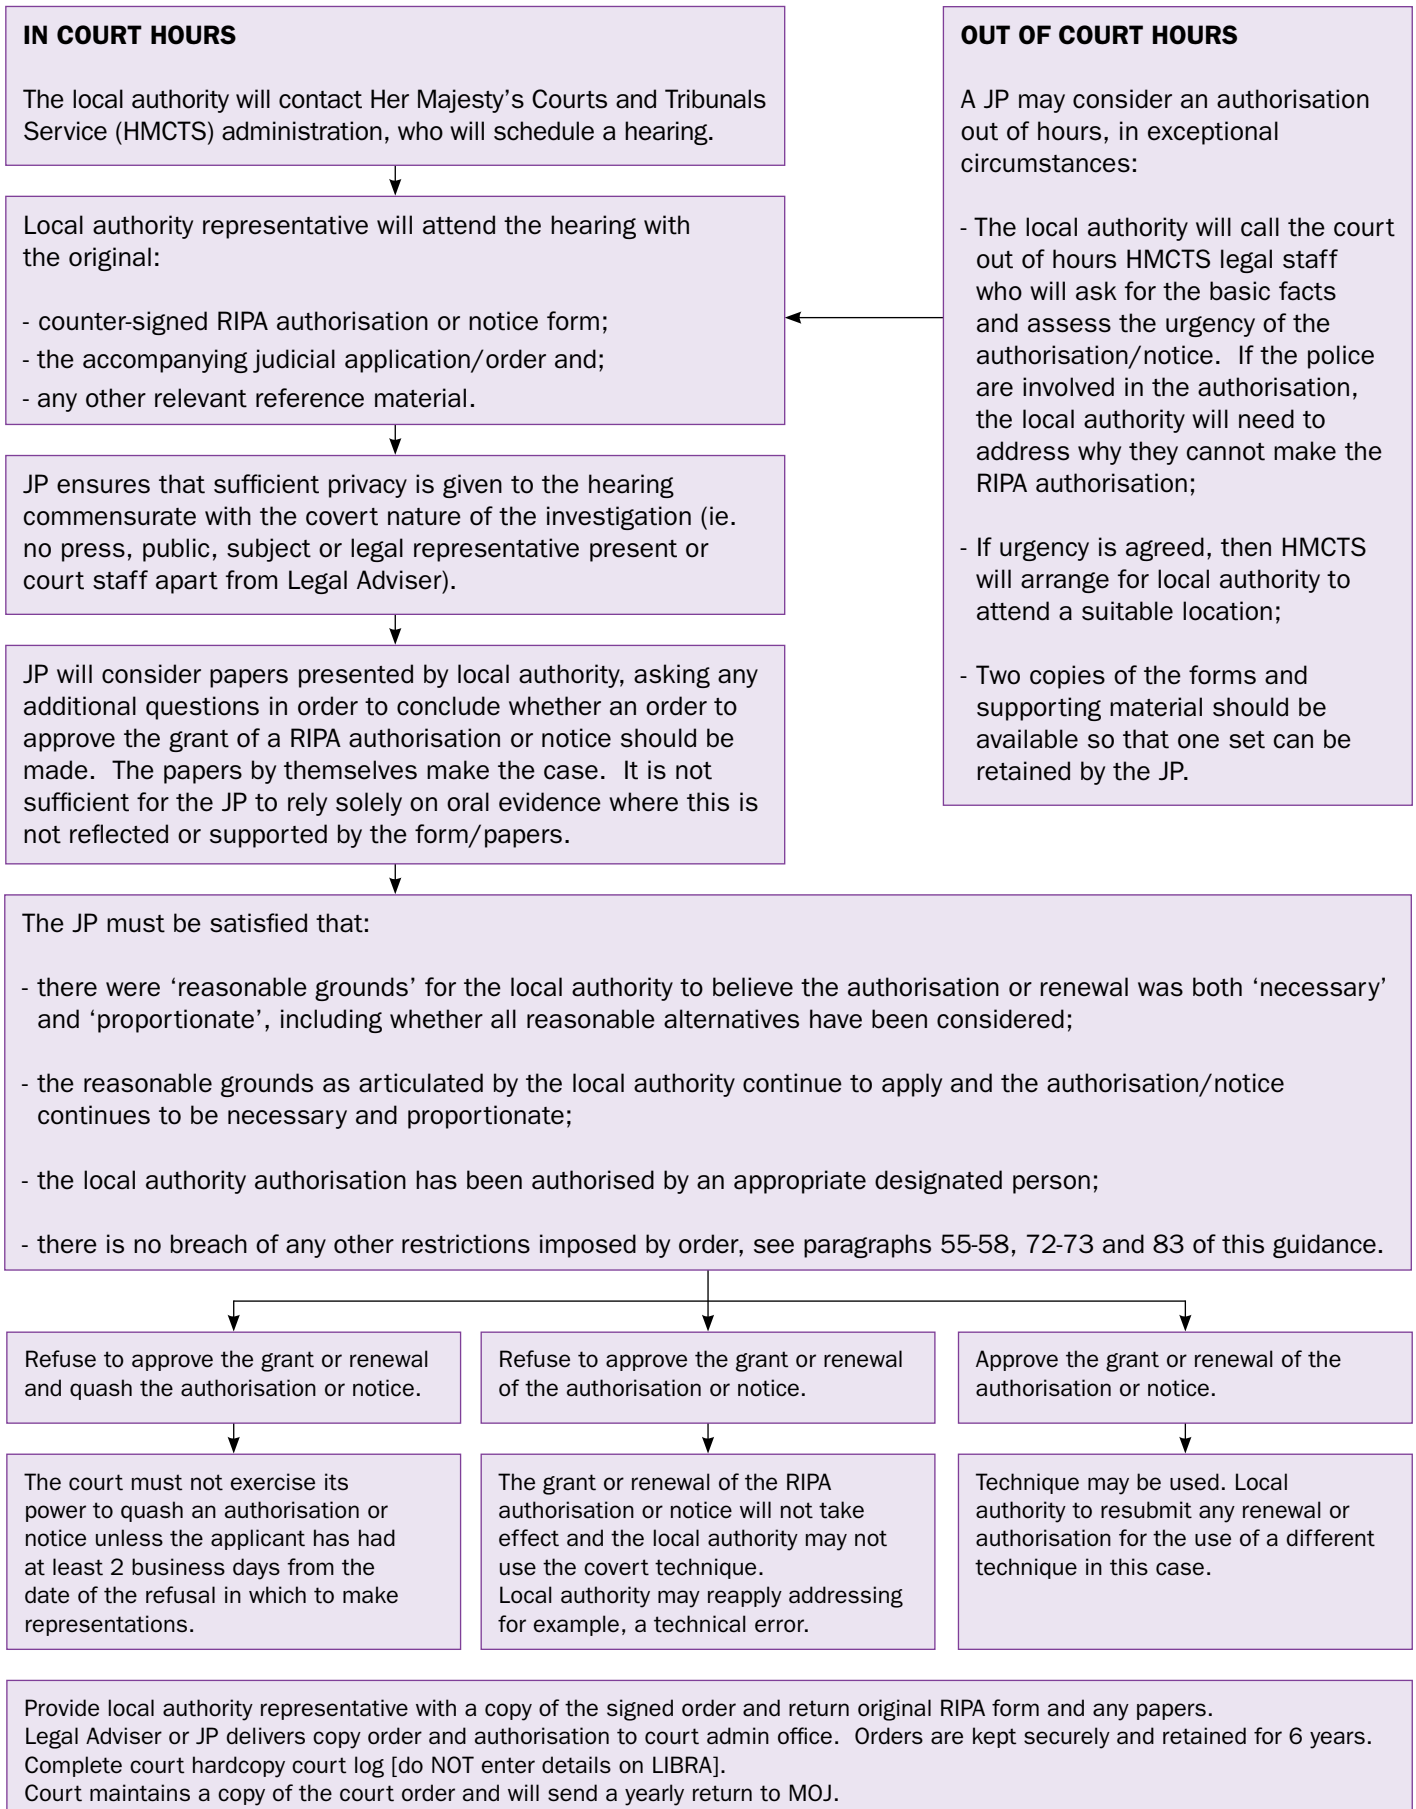 IN COURT HOURS
The local authority will contact Her Majesty’s Courts and Tribunals
Service (HMCTS) administration, who will schedule a hearing.
Local authority representative will attend the hearing with
the original:
- counter-signed RIPA authorisation or notice form;
- the accompanying judicial application/order and;
- any other relevant reference material.
JP ensures that sufficient privacy is given to the hearing
commensurate with the covert nature of the investigation (ie.
no press, public, subject or legal representative present or
court staff apart from Legal Adviser).
JP will consider papers presented by local authority, asking any
additional questions in order to conclude whether an order to
approve the grant of a RIPA authorisation or notice should be
made.  The papers by themselves make the case.  It is not
sufficient for the JP to rely solely on oral evidence where this is
not reflected or supported by the form/papers.
OUT OF COURT HOURS
A JP may consider an authorisation
out of hours, in exceptional
circumstances:
- The local authority will call the court
out of hours HMCTS legal staff
who will ask for the basic facts
and assess the urgency of the
authorisation/notice.  If the police
are involved in the authorisation,
the local authority will need to
address why they cannot make the
RIPA authorisation;
- If urgency is agreed, then HMCTS
will arrange for local authority to
attend a suitable location;
- Two copies of the forms and
supporting material should be
available so that one set can be
retained by the JP.
The JP must be satisfied that:
- there were ‘reasonable grounds’ for the local authority to believe the authorisation or renewal was both ‘necessary’
and ‘proportionate’, including whether all reasonable alternatives have been considered;
- the reasonable grounds as articulated by the local authority continue to apply and the authorisation/notice
continues to be necessary and proportionate;
- the local authority authorisation has been authorised by an appropriate designated person;
- there is no breach of any other restrictions imposed by order, see paragraphs 55-58, 72-73 and 83 of this guidance.
Refuse to approve the grant or renewal
and quash the authorisation or notice.
The court must not exercise its
power to quash an authorisation or
notice unless the applicant has had
at least 2 business days from the
date of the refusal in which to make
representations.
Refuse to approve the grant or renewal
of the authorisation or notice.
The grant or renewal of the RIPA
authorisation or notice will not take
effect and the local authority may not
use the covert technique.
Local authority may reapply addressing
for example, a technical error.
Approve the grant or renewal of the
authorisation or notice.
Technique may be used. Local
authority to resubmit any renewal or
authorisation for the use of a different
technique in this case.
Provide local authority representative with a copy of the signed order and return original RIPA form and any papers.
Legal Adviser or JP delivers copy order and authorisation to court admin office.  Orders are kept securely and retained for 6 years.
Complete court hardcopy court log [do NOT enter details on LIBRA].
Court maintains a copy of the court order and will send a yearly return to MOJ.